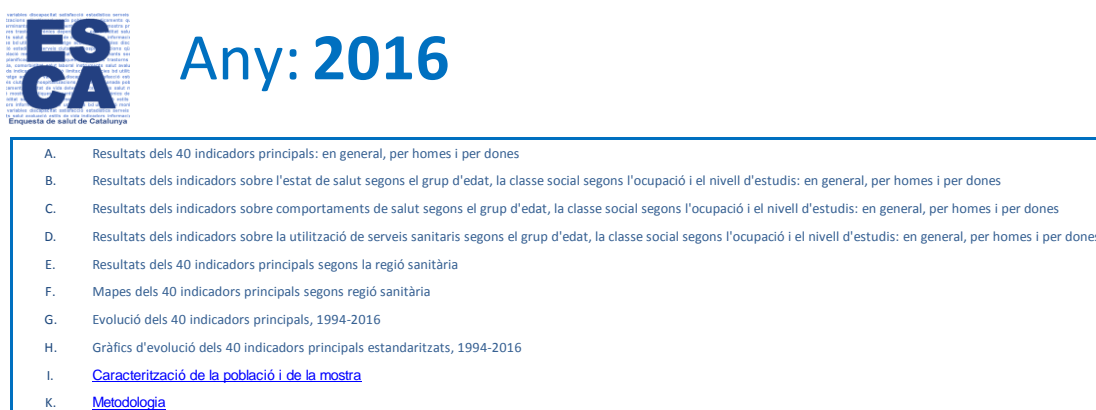 ESCA
Enquesta de salut de Catalunya
Any: 2016
A. Resultats dels 40 indicadors principals: en general, per homes i per dones
B. Resultats dels indicadors sobre l'estat de salut segons el grup d'edat, la classe social segons l'ocupació i el nivell d'estudis: en general, per homes i per dones
C. Resultats dels indicadors sobre comportaments de salut segons el grup d'edat, la classe social segons l'ocupació i el nivell d'estudis: en general, per homes i per dones
D. Resultats dels indicadors sobre la utilització de serveis sanitaris segons el grup d'edat, la classe social segons l'ocupació i el nivell d'estudis: en general, per homes i per dones
E. Resultats dels 40 indicadors principals segons la regió sanitària
F. Mapes dels 40 indicadors principals segons regió sanitària
G. Evolució dels 40 indicadors principals, 1994-2016
H. Gràfics d'evolució dels 40 indicadors principals estandaritzats, 1994-2016
I. Caracterització de la població i de la mostra
K. Metodologia